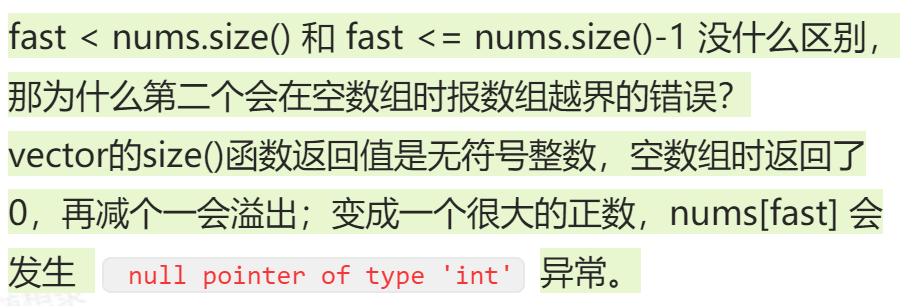 fast < nums.size() 和 fast <= nums.size()-1 没什么区别，
那为什么第二个会在空数组时报数组越界的错误？
vector的size()函数返回值是无符号整数，空数组时返回了
0，再减个一会溢出；变成一个很大的正数，nums[fast] 会
发生 null pointer of type 'int' 异常。